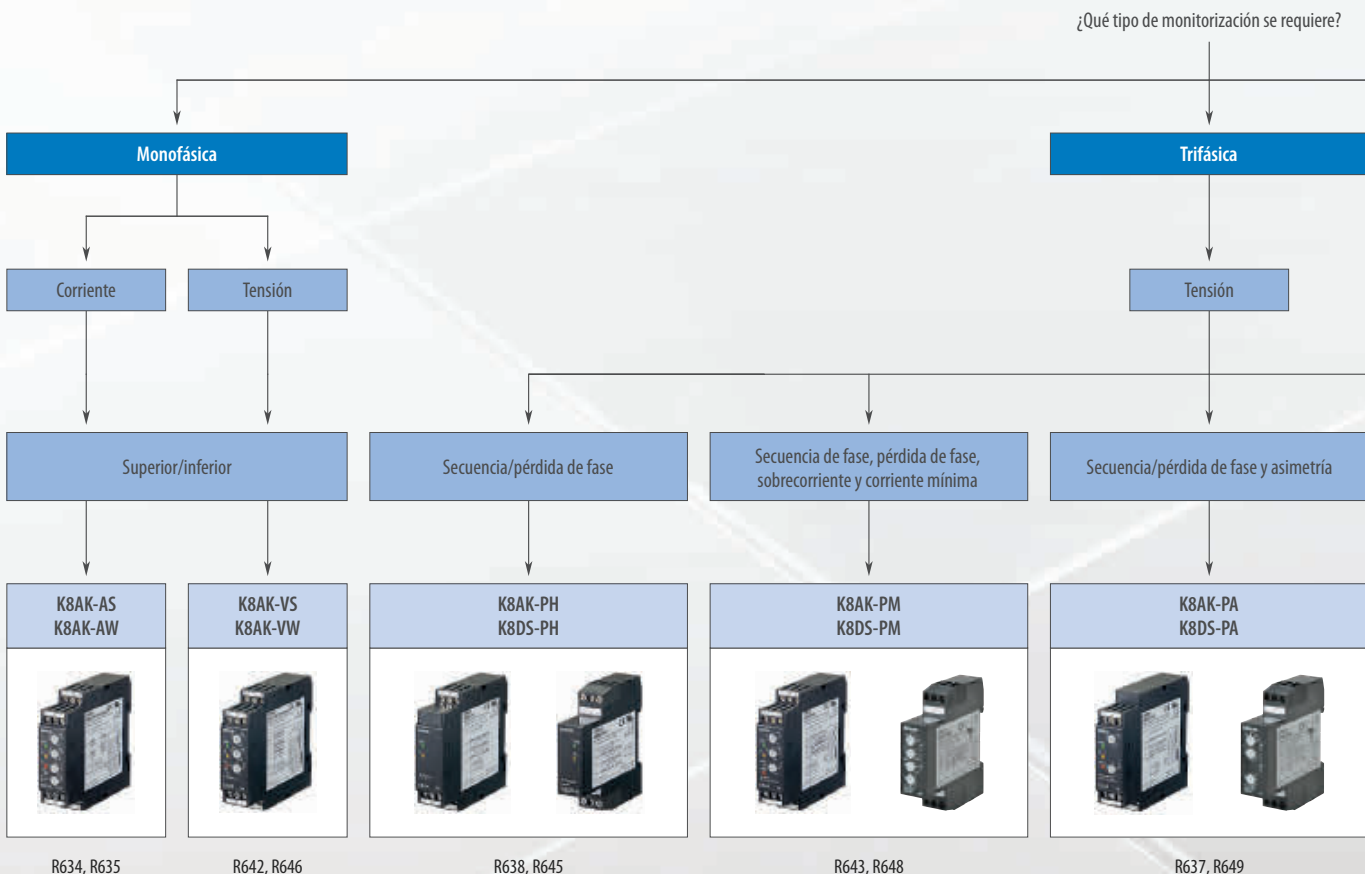 ¿Qué tipo de monitorización se requiere?
Monofásica
Trifásica
Corriente
Tensión
Tensión
Superior/inferior
Secuencia/pérdida de fase
Secuencia de fase, pérdida de fase,
sobrecorriente y corriente mínima
Secuencia/pérdida de fase y asimetría
K8AK-AS
K8AK-AW
K8AK-VS
K8AK-VW
K8AK-PH
K8DS-PH
K8AK-PM
K8DS-PM
K8AK-PA
K8DS-PA
R634, R635
R642, R646
R638, R645
R643, R648
R637, R649